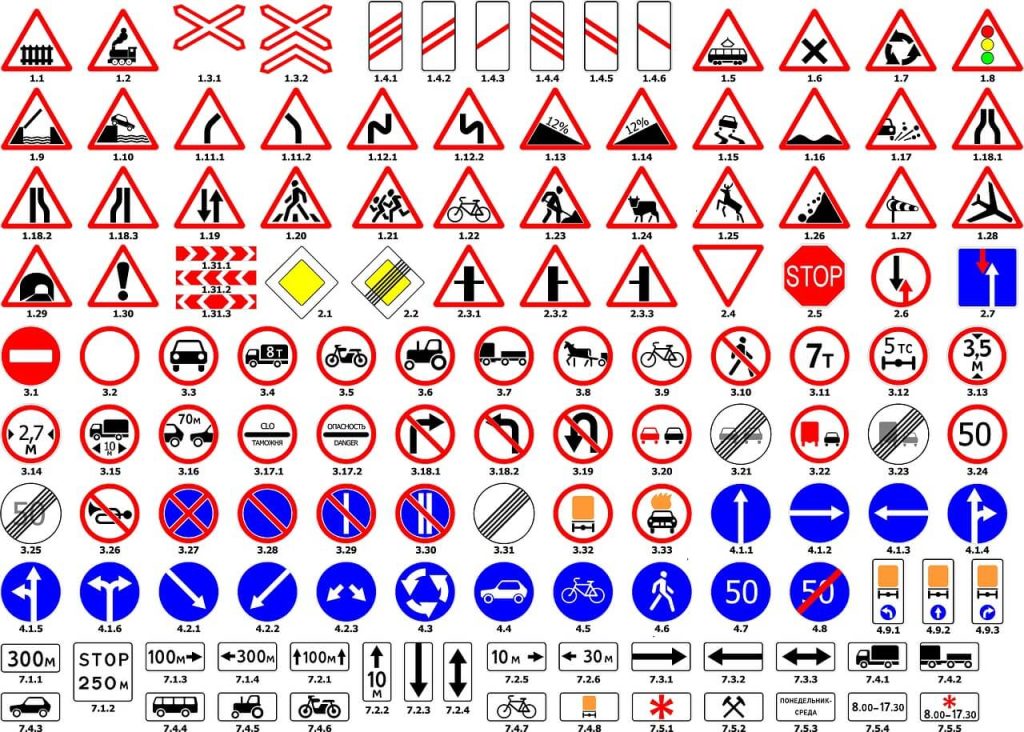 1.1 1.2 1.3.1 1.3.2 1.4.1 1.4.2 1.4.3 1.4.4 1.4.5 1.4.6 1.5 1.6 1.7 1.8
12% 12%
1.9 1.10 1.11.1 1.11.2 1.12.1 1.12.2 1.13 1.14 1.15 1.16 1.17 1.18.1
1.18.2 1.18.3 1.19 1.20 1.21 1.22 1.23 1.24 1.25 1.26 1.27 1.28
1.31.1
1.31.2
STOP
1.29 1.30 1.31.3 2.1 2.2 2.3.1 2.3.2 2.3.3 2.4 2.5 2.6 2.7
8т 7т 5тс 3,5 м
3.1 3.2 3.3 3.4 3.5 3.6 3.7 3.8 3.9 3.10 3.11 3.12 3.13
2,7 м 10 м 70м CLO ТАМОЖНЯ ОПАСНОСТЬ DANGER 50
3.14 3.15 3.16 3.17.1 3.17.2 3.18.1 3.18.2 3.19 3.20 3.21 3.22 3.23 3.24
50
3.25 3.26 3.27 3.28 3.29 3.30 3.31 3.32 3.33 4.1.1 4.1.2 4.1.3 4.1.4
50 50
4.1.5 4.1.6 4.2.1 4.2.2 4.2.3 4.3 4.4 4.5 4.6 4.7 4.8 4.9.1 4.9.2 4.9.3
300м STOP 250 м 100м 300м 100м 10 м 10 м 30 м
7.1.1 7.1.2 7.1.3 7.1.4 7.2.1 7.2.2 7.2.3 7.2.4 7.2.5 7.2.6 7.3.1 7.3.2 7.3.3 7.4.1 7.4.2
ПОНЕДЕЛЬНИК-
СРЕДА
8.00-17.30 8.00-17.30
7.4.3 7.4.4 7.4.5 7.4.6 7.4.7 7.4.8 7.5.1 7.5.2 7.5.3 7.5.4 7.5.5